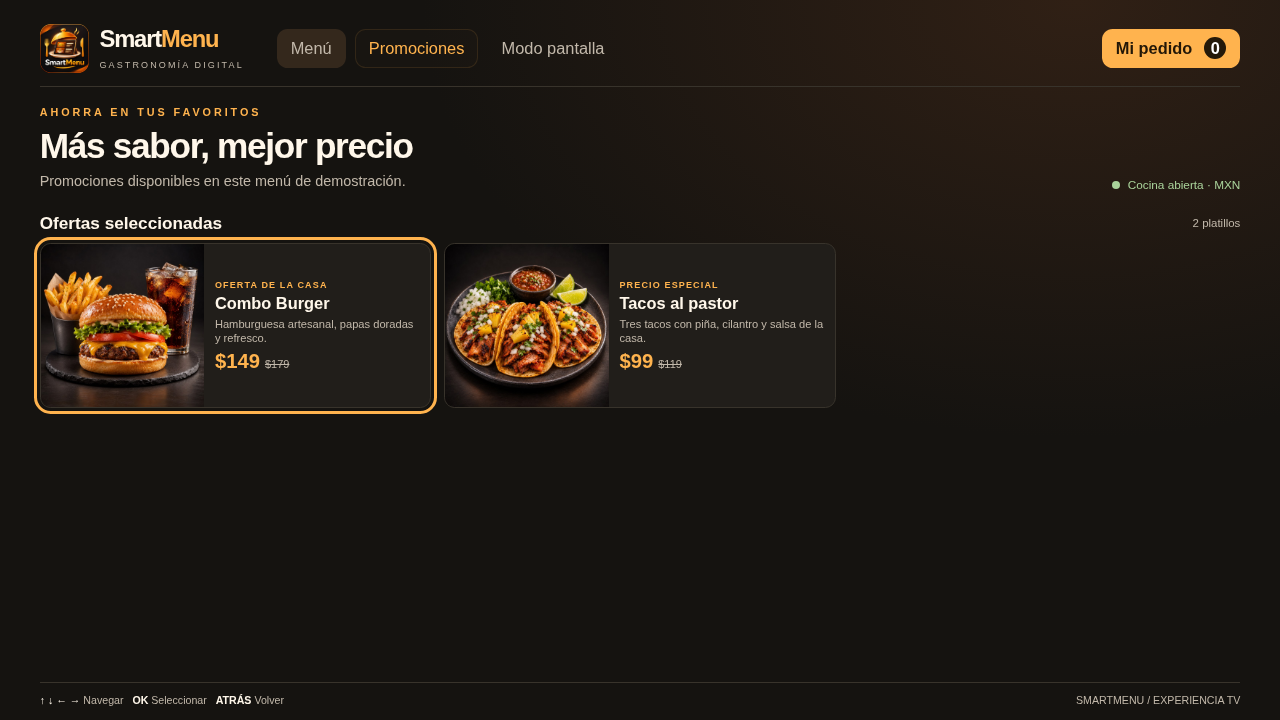 SmartMenu
SmartMenu
GASTRONOMÍA DIGITAL
Menú
Promociones
Modo pantalla
Mi pedido 0
AHORRA EN TUS FAVORITOS
Más sabor, mejor precio
Promociones disponibles en este menú de demostración.
Cocina abierta · MXN
Ofertas seleccionadas
2 platillos
OFERTA DE LA CASA
Combo Burger
Hamburguesa artesanal, papas doradas
y refresco.
$149 $179
PRECIO ESPECIAL
Tacos al pastor
Tres tacos con piña, cilantro y salsa de la
casa.
$99 $119
↑ ↓ ← → Navegar OK Seleccionar ATRÁS Volver
SMARTMENU / EXPERIENCIA TV